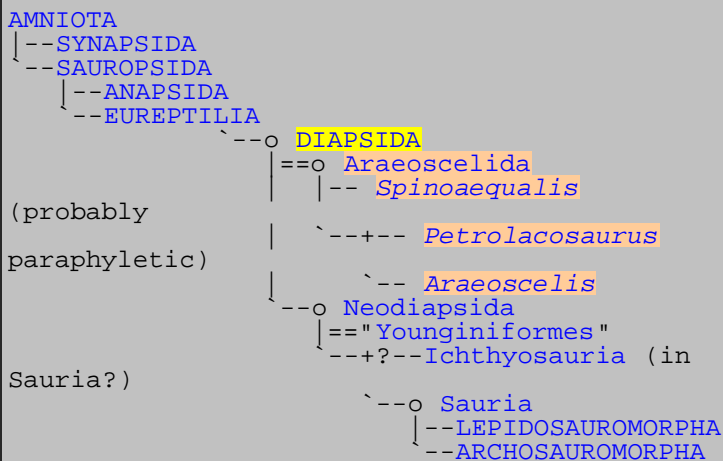 AMNIOTA
|--SYNAPSIDA
`--SAUROPSIDA
   |--ANAPSIDA
   `--EUREPTILIA
             `--o DIAPSIDA
                |==o Araeoscelida
                |  |-- Spinoaequalis
(probably
                |  `--+-- Petrolacosaurus
paraphyletic)
                |     `-- Araeoscelis
                `--o Neodiapsida
                   |=="Younginiformes"
                   `--+?--Ichthyosauria (in
Sauria?)
                      `--o Sauria
                         |--LEPIDOSAUROMORPHA
                         `--ARCHOSAUROMORPHA